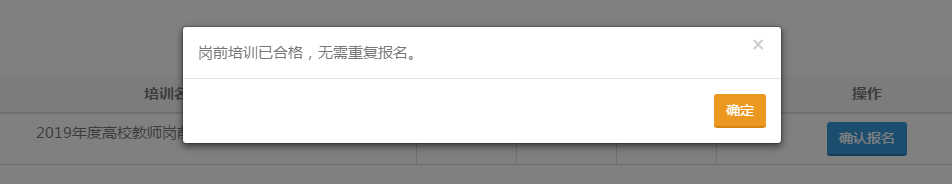 岗前培训已合格，无需重复报名。
×
确定
培训名
操作
2019年度高校教师岗前
确认报名